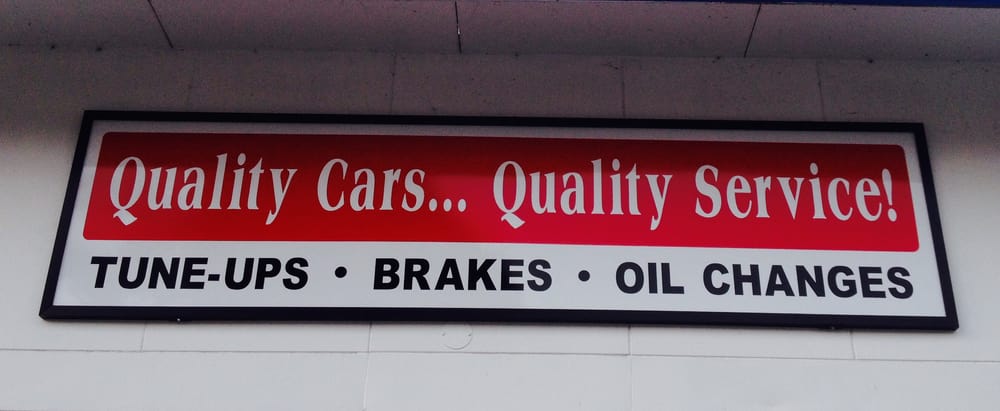 Quality Cars... Quality Service!
TUNE-UPS • BRAKES • OIL CHANGES